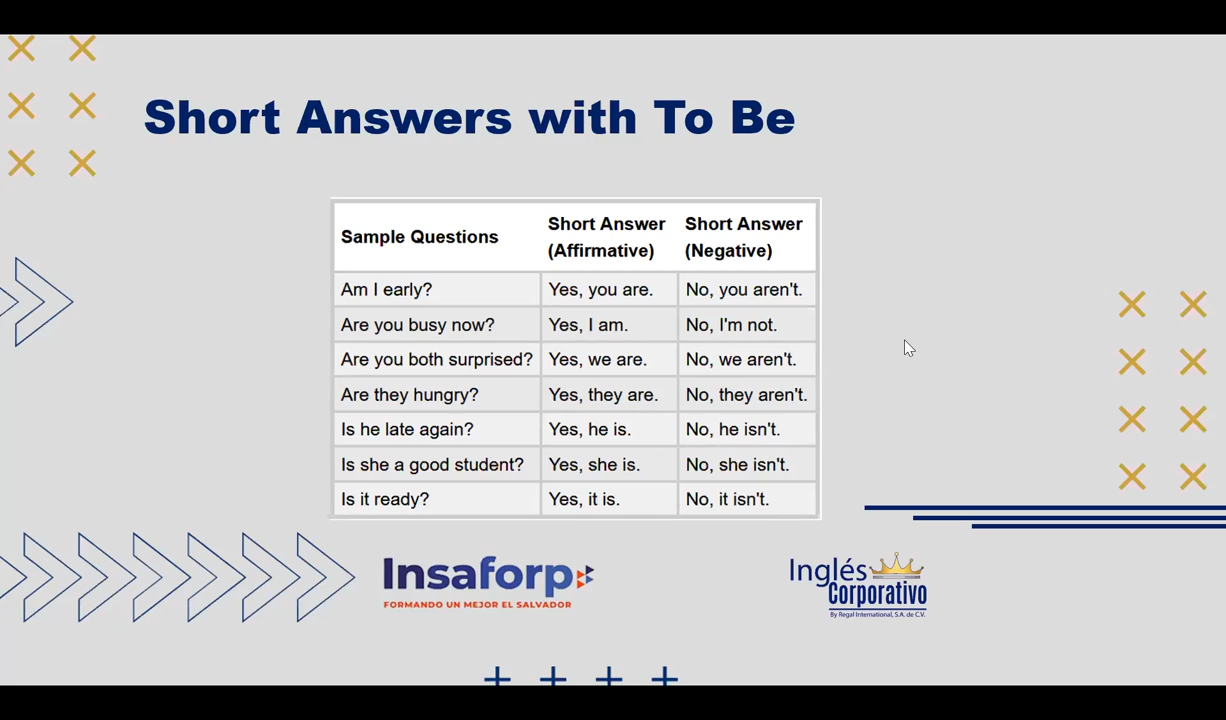 Short Answers with To Be
Sample Questions
Short Answer
(Affirmative)
Short Answer
(Negative)
Am I early? Yes, you are. No, you aren't.
Are you busy now? Yes, I am. No, I'm not.
Are you both surprised? Yes, we are. No, we aren't.
Are they hungry? Yes, they are. No, they aren't.
Is he late again? Yes, he is. No, he isn't.
Is she a good student? Yes, she is. No, she isn't.
Is it ready? Yes, it is. No, it isn't.
Insaforp
FORMANDO UN MEJOR EL SALVADOR
Inglés
Corporativo
By Regal International, S.A. de C.V.